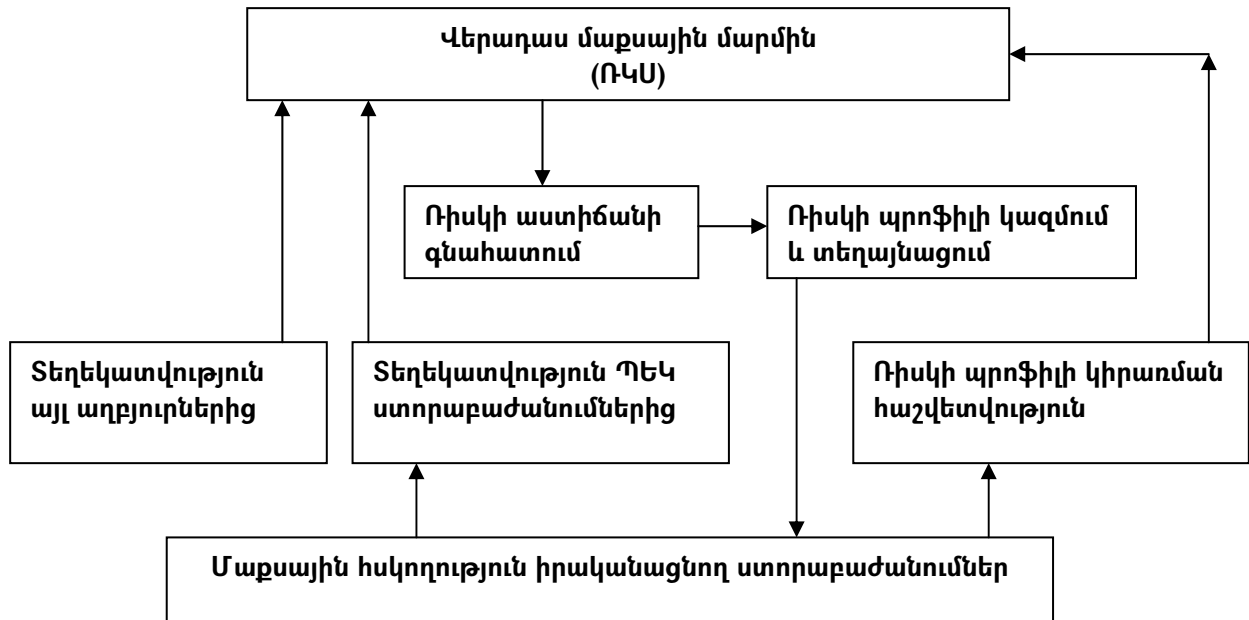 Վերադաս մաքսային մարմին
(ՌԿՍ)
Ռիսկի աստիճանի
գնահատում
Ռիսկի պրոֆիլի կազմում
և տեղայնացում
Տեղեկատվություն
այլ աղբյուրներից
Տեղեկատվություն ՊԵԿ
ստորաբաժանումներից
Ռիսկի պրոֆիլի կիրառման
հաշվետվություն
Մաքսային հսկողություն իրականացնող ստորաբաժանումներ